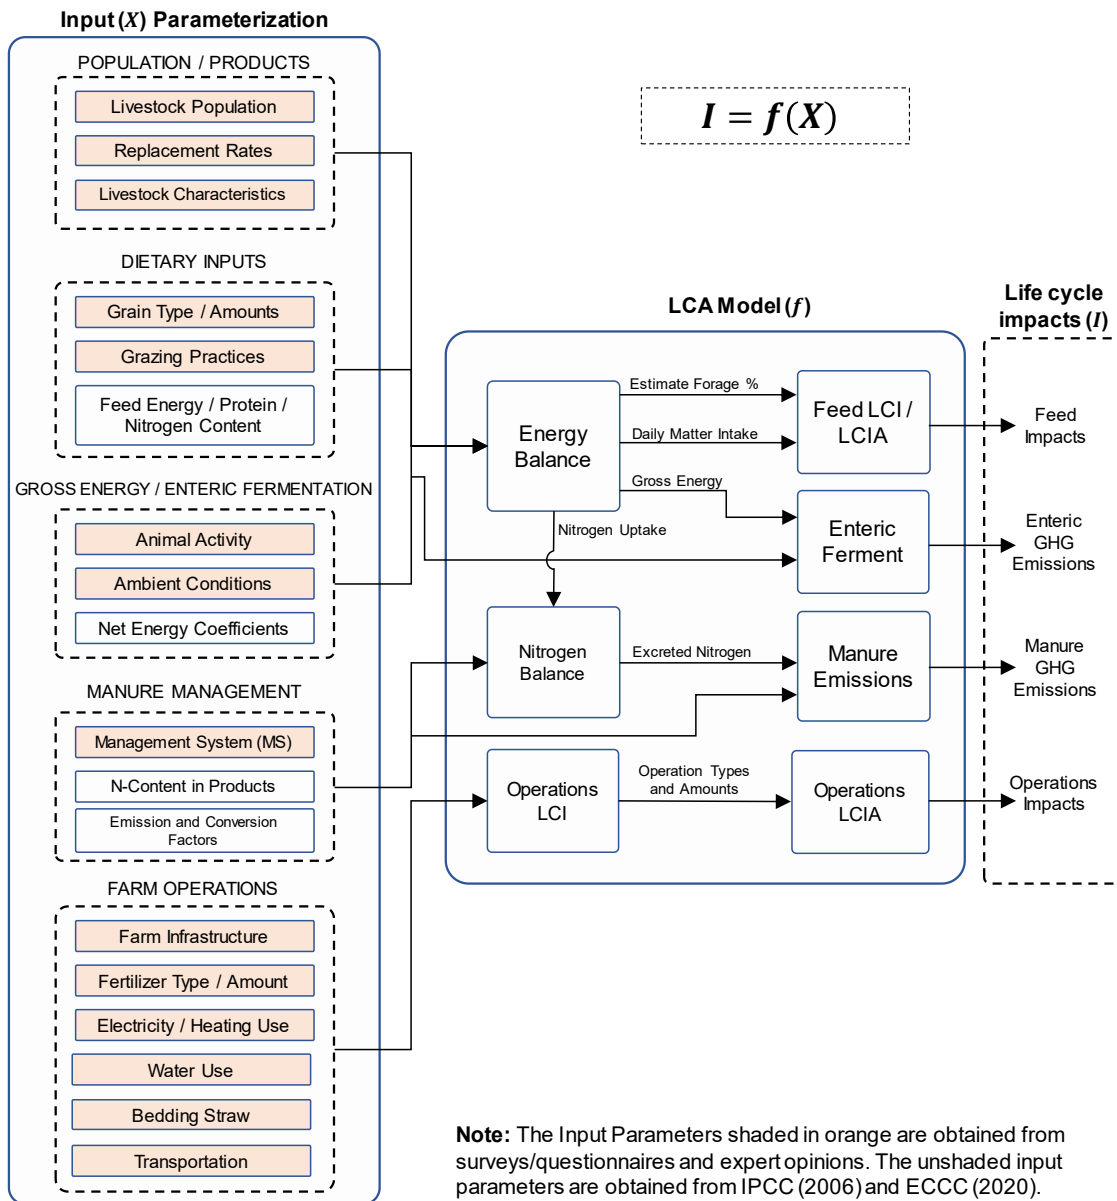 Input (X) Parameterization
POPULATION / PRODUCTS
Livestock Population
Replacement Rates
Livestock Characteristics
DIETARY INPUTS
Grain Type / Amounts
Grazing Practices
Feed Energy / Protein /
Nitrogen Content
GROSS ENERGY / ENTERIC FERMENTATION
Animal Activity
Ambient Conditions
Net Energy Coefficients
MANURE MANAGEMENT
Management System (MS)
N-Content in Products
Emission and Conversion
Factors
FARM OPERATIONS
Farm Infrastructure
Fertilizer Type / Amount
Electricity / Heating Use
Water Use
Bedding Straw
Transportation
I = f(X)
LCA Model (f)
Energy
Balance
Estimate Forage %
Daily Matter Intake
Gross Energy
Nitrogen Uptake
Feed LCI /
LCIA
Enteric
Ferment
Nitrogen
Balance
Excreted Nitrogen
Manure
Emissions
Operations
LCI
Operation Types
and Amounts
Operations
LCIA
Life cycle
impacts (I)
Feed
Impacts
Enteric
GHG
Emissions
Manure
GHG
Emissions
Operations
Impacts
Note: The Input Parameters shaded in orange are obtained from
surveys/questionnaires and expert opinions. The unshaded input
parameters are obtained from IPCC (2006) and ECCC (2020).